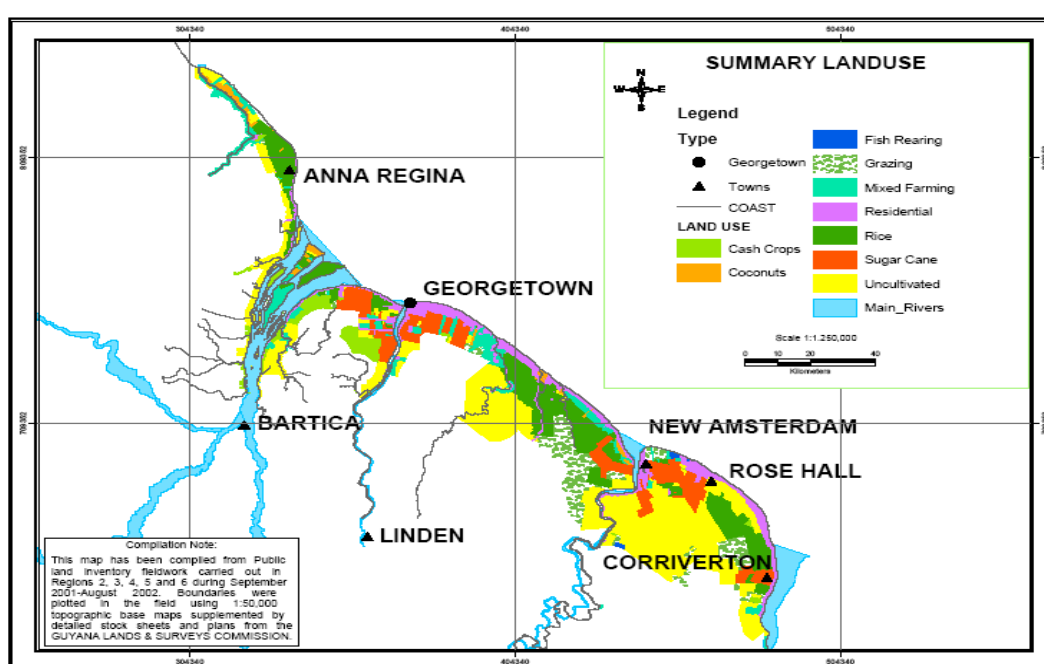 304340
404340
504340
SUMMARY LANDUSE
N
W E
S
Legend
Type
Georgetown
Towns
COAST
LAND USE
Cash Crops
Coconuts
Fish Rearing
Grazing
Mixed Farming
Residential
Rice
Sugar Cane
Uncultivated
Main_Rivers
Scale 1:1.250,000
0 10 20 40
Kilometers
ANNA REGINA
GEORGETOWN
BARTICA
NEW AMSTERDAM
ROSE HALL
LINDEN
CORRIVERTON
Compilation Note:
This map has been compiled from Public
land inventory fieldwork carried out in
Regions 2, 3, 4, 5 and 6 during September
2001-August 2002. Boundaries were
plotted in the field using 1:50,000
topographic base maps supplemented by
detailed stock sheets and plans from the
GUYANA LANDS & SURVEYS COMMISSION.
304340
404340
504340